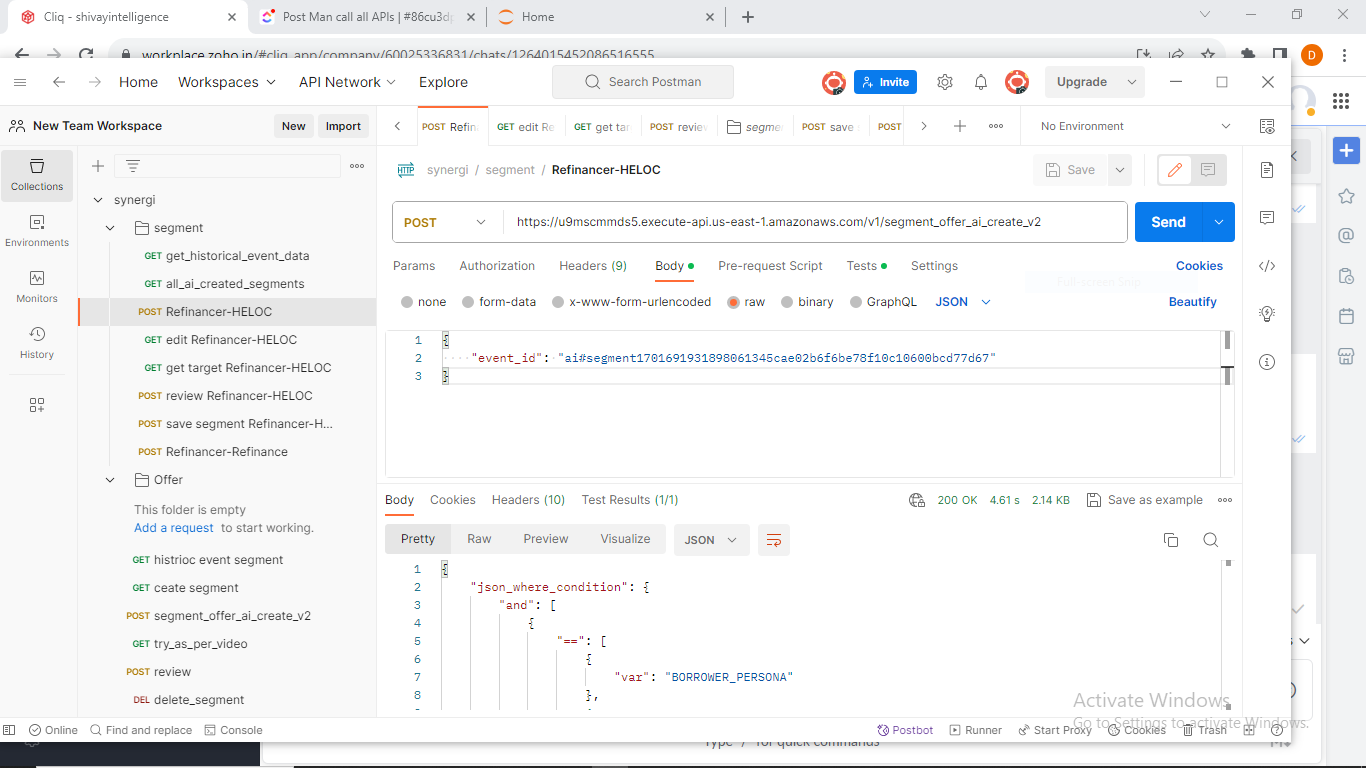 Cliq - shivayintelligence
Post Man call all APIs | #86cu3dp
Home
workplace.zoho.in/#cliq_app/company/60025336831/chats/1264015452086516555
D
Home
Workspaces
API Network
Explore
Search Postman
Invite
Upgrade
New Team Workspace
New
Import
POST Refin
GET edit Re
GET get tar
POST review
segme
POST save
POST
No Environment
Collections
Environments
Monitors
History
synergi
segment
GET get_historical_event_data
GET all_ai_created_segments
POST Refinancer-HELOC
GET edit Refinancer-HELOC
GET get target Refinancer-HELOC
POST review Refinancer-HELOC
POST save segment Refinancer-H...
POST Refinancer-Refinance
Offer
This folder is empty
Add a request to start working.
GET histrioc event segment
GET ceate segment
POST segment_offer_ai_create_v2
GET try_as_per_video
POST review
DEL delete_segment
HTTP synergi / segment / Refinancer-HELOC
Save
POST
https://u9mscmmds5.execute-api.us-east-1.amazonaws.com/v1/segment_offer_ai_create_v2
Send
Params
Authorization
Headers (9)
Body
Pre-request Script
Tests
Settings
Cookies
Full-screen Snip
none
form-data
x-www-form-urlencoded
raw
binary
GraphQL
JSON
Beautify
1 {
2 "event_id": "ai#segment1701691931898061345cae02b6f6be78f10c10600bcd77d67"
3 }
Body
Cookies
Headers (10)
Test Results (1/1)
200 OK
4.61 s
2.14 KB
Save as example
Pretty
Raw
Preview
Visualize
JSON
1 {
2 "json_where_condition": {
3 "and": [
4 {
5 "==": [
6 {
7 "var": "BORROWER_PERSONA"
8 },
Activate Windows
Go to Settings to activate Windows.
Online
Find and replace
Console
Postbot
Runner
Start Proxy
Cookies
Trash
Type / for quick commands